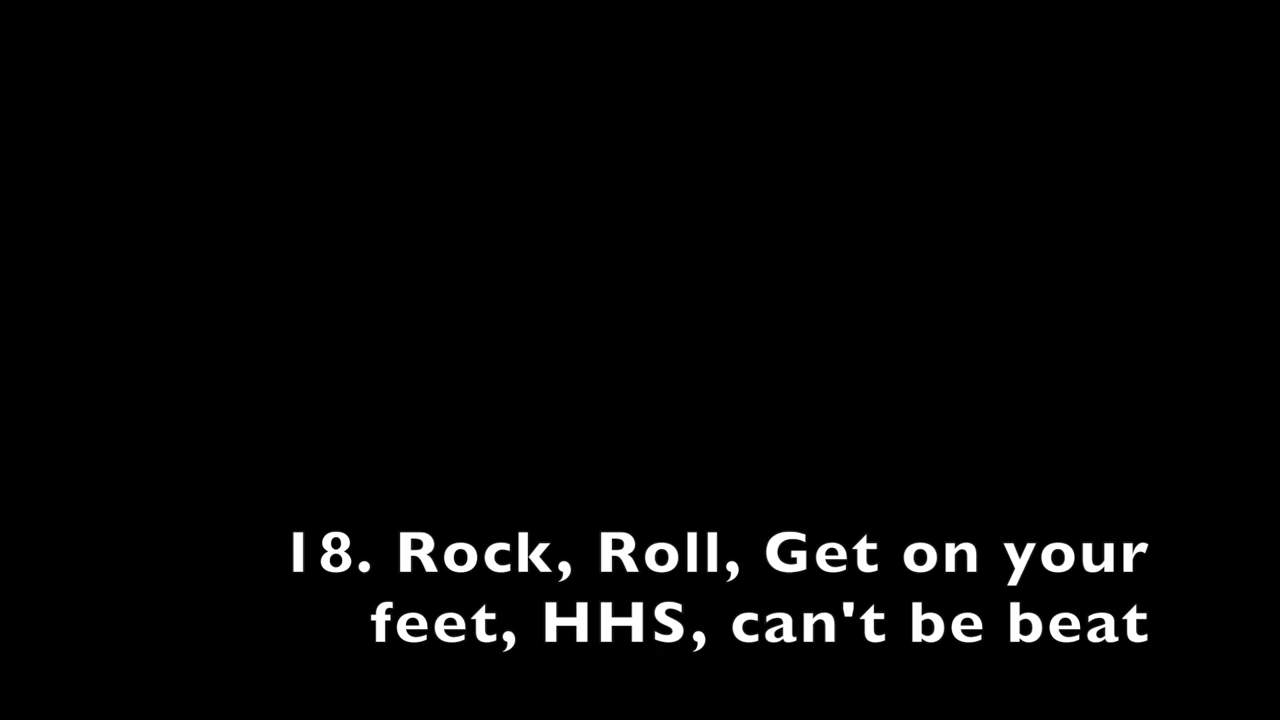 18. Rock, Roll, Get on your
feet, HHS, can't be beat